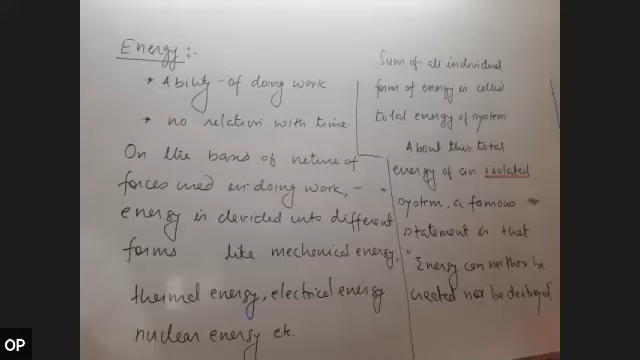 Energy :-
* Ability of doing work
* no relation with time
On the basis of nature of
forces used in doing work, -
energy is devided into different
forms like mechanical energy,
thermal energy, electrical energy
nuclear energy etc.
Sum of all individual
form of energy is called
total energy of system
About this total
energy of an isolated
system, a famous
statement is that
"Energy can neither be
created nor be destroyed
OP